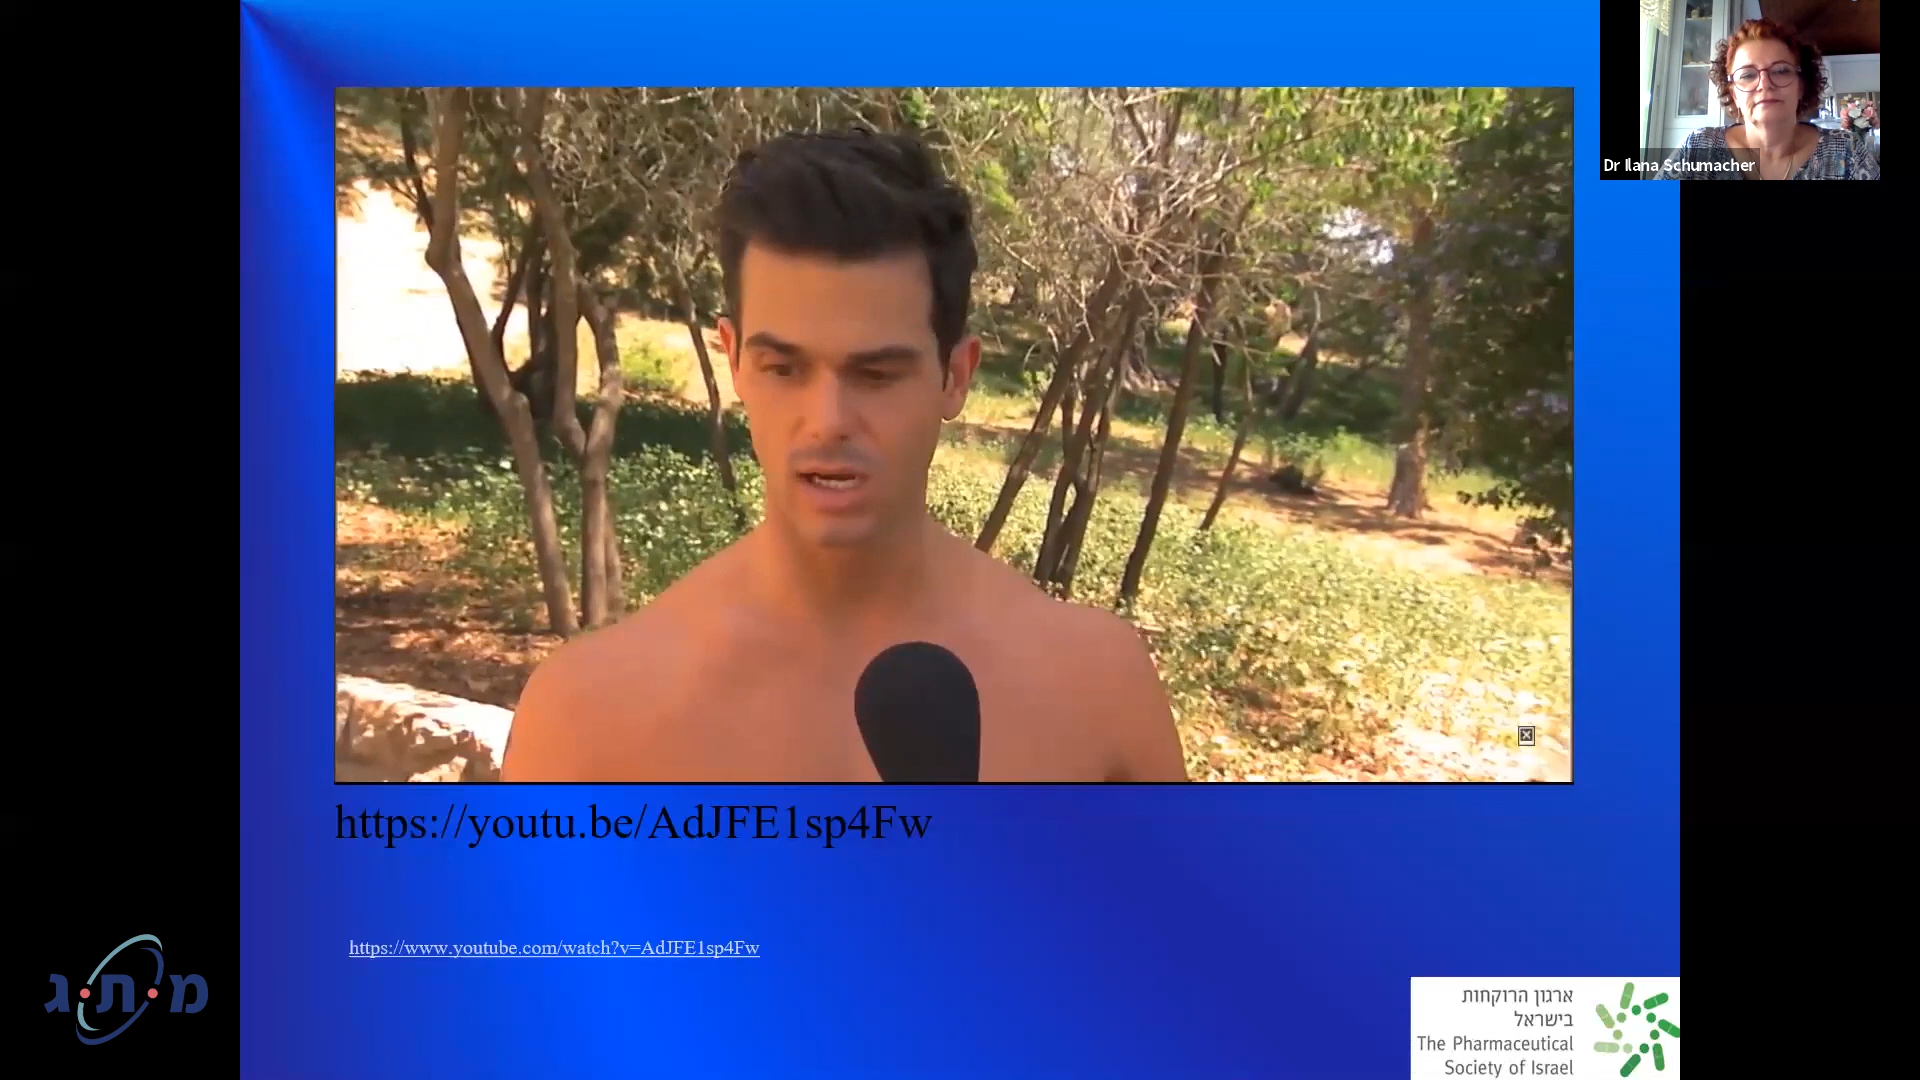 Dr Ilana Schumacher
https://youtu.be/AdJFE1sp4Fw
https://www.youtube.com/watch?v=AdJFE1sp4Fw
מ.ת.ג
ארגון הרוקחות
בישראל
The Pharmaceutical
Society of Israel